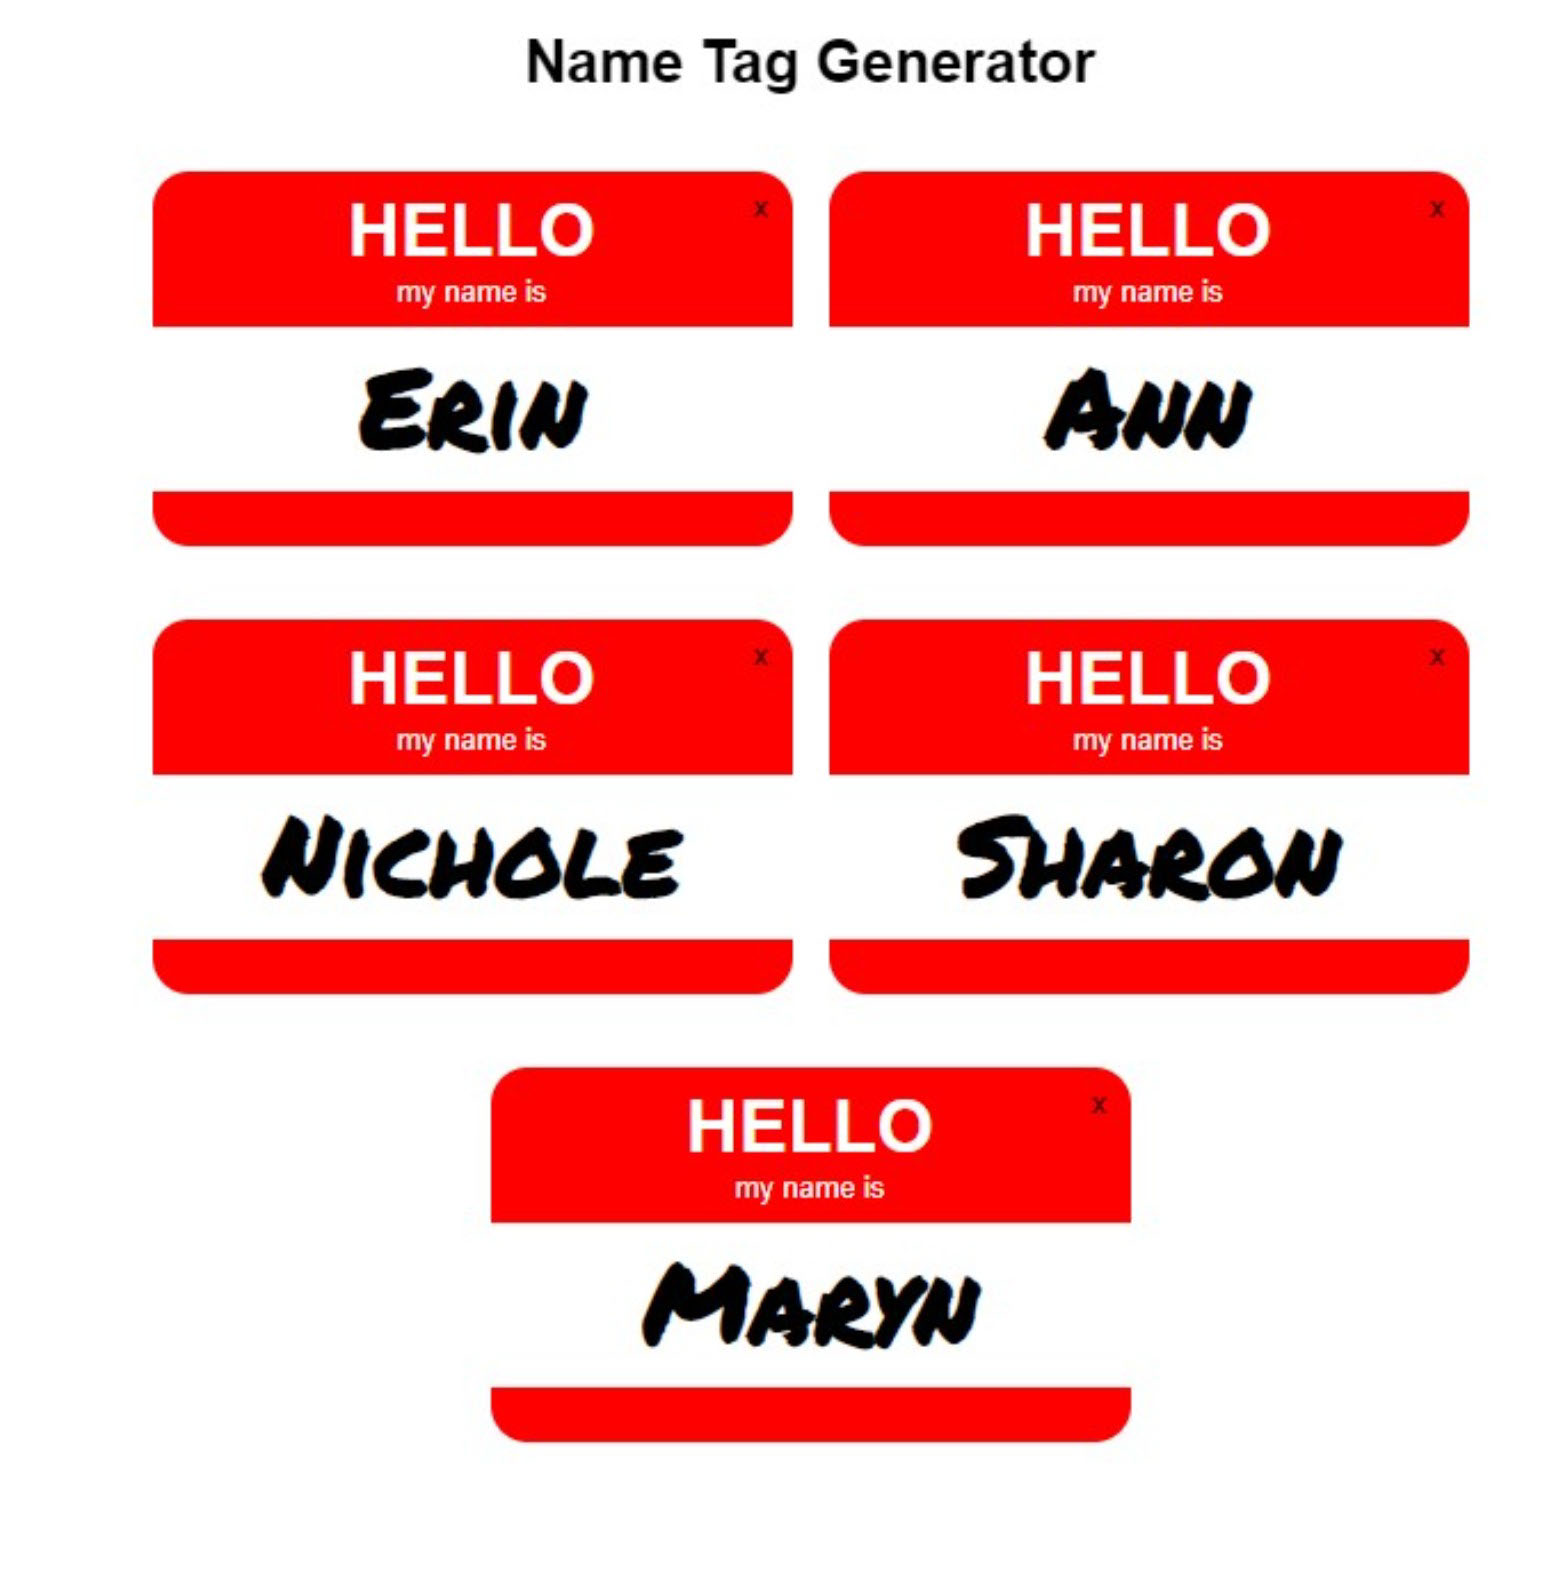 Name Tag Generator
x
HELLO
my name is
Erin
x
HELLO
my name is
Ann
x
HELLO
my name is
Nichole
x
HELLO
my name is
Sharon
x
HELLO
my name is
Maryn